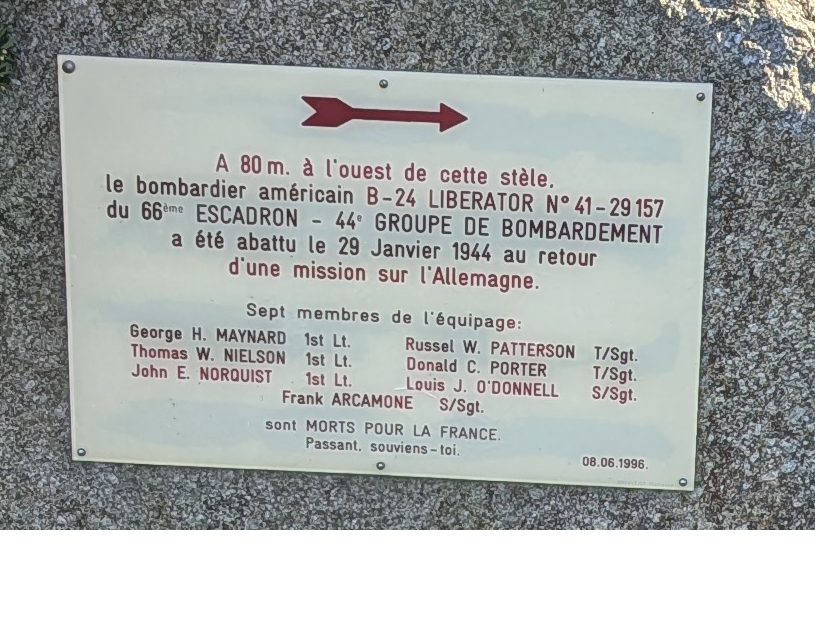 A 80 m. à l'ouest de cette stèle,
le bombardier américain B-24 LIBERATOR N° 41-29157
du 66ème ESCADRON - 44e GROUPE DE BOMBARDEMENT
a été abattu le 29 Janvier 1944 au retour
d'une mission sur l'Allemagne.
Sept membres de l'équipage:
George H. MAYNARD 1st Lt. Russel W. PATTERSON T/Sgt.
Thomas W. NIELSON 1st Lt. Donald C. PORTER T/Sgt.
John E. NORQUIST 1st Lt. Louis J. O'DONNELL S/Sgt.
Frank ARCAMONE S/Sgt.
sont MORTS POUR LA FRANCE.
Passant, souviens-toi.
08.06.1996.